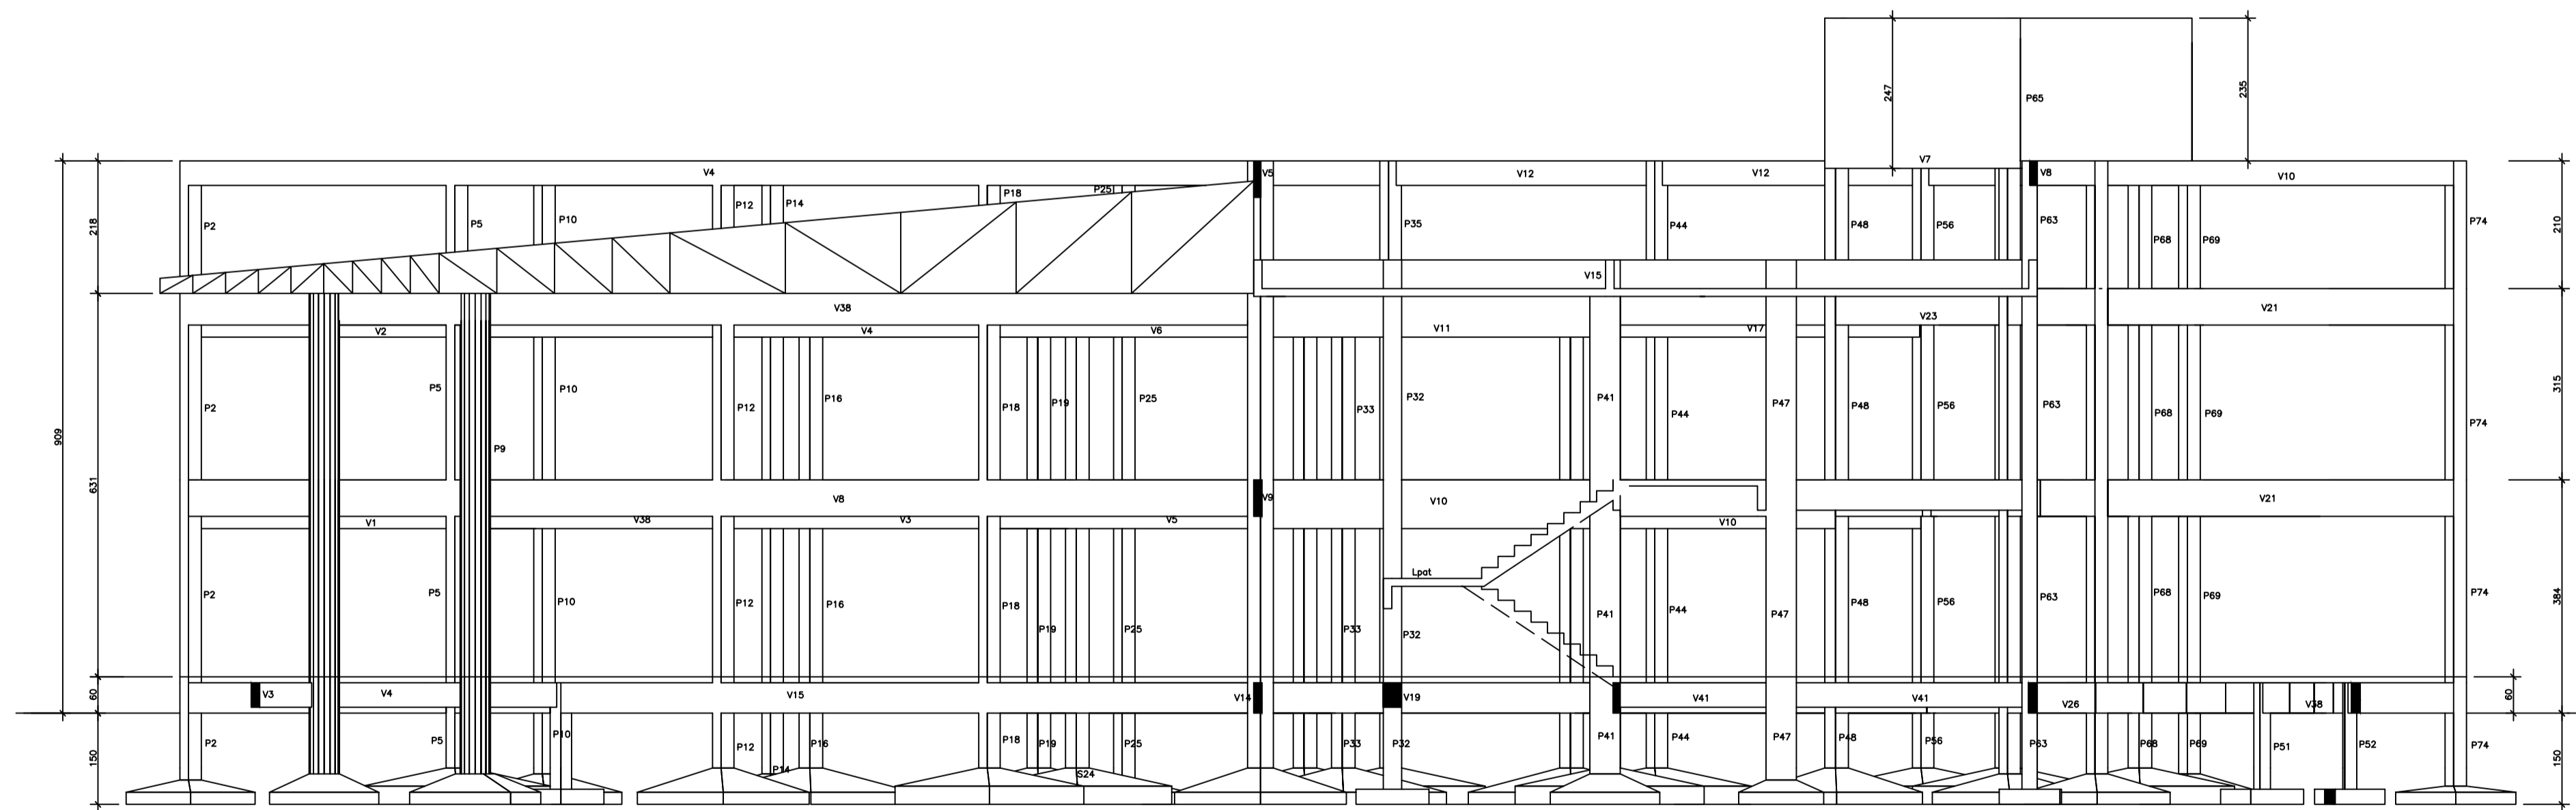 247
P65
235
V4
V5
V12
V12
V7
V8
V10
P2
P5
P10
P12
P14
P18
P25
P35
P44
P48
P56
P63
P68
P69
P74
218
210
V15
V38
V23
V21
V2
V4
V6
V11
V17
P2
P5
P10
P9
P12
P16
P18
P19
P25
P33
P32
P41
P44
P47
P48
P56
P63
P68
P69
P74
909
631
315
V8
V9
V10
V21
V1
V38
V3
V5
V10
Lpat
P2
P5
P10
P12
P16
P18
P19
P25
P33
P32
P41
P44
P47
P48
P56
P63
P68
P69
P74
384
60
V3
V4
V15
V14
V19
V41
V41
V26
V38
60
P2
P5
P10
P12
P14
P16
P18
P19
S24
P25
P33
P32
P41
P44
P47
P48
P56
P63
P68
P69
P51
P52
P74
150
150